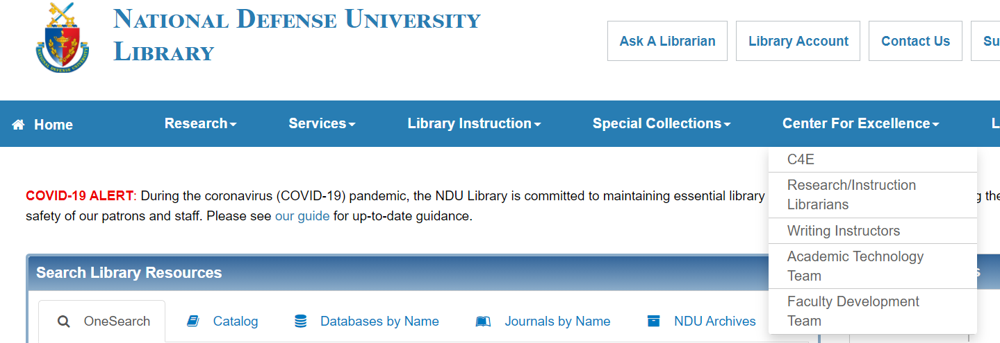 NATIONAL DEFENSE UNIVERSITY
LIBRARY
NATIONAL DEFENSE UNIVERSITY
Ask A Librarian
Library Account
Contact Us
Su
Home
Research
Services
Library Instruction
Special Collections
Center For Excellence
L
C4E
Research/Instruction
Librarians
Writing Instructors
Academic Technology
Team
Faculty Development
Team
COVID-19 ALERT: During the coronavirus (COVID-19) pandemic, the NDU Library is committed to maintaining essential library g the
safety of our patrons and staff. Please see our guide for up-to-date guidance.
Search Library Resources
s
OneSearch
Catalog
Databases by Name
Journals by Name
NDU Archives